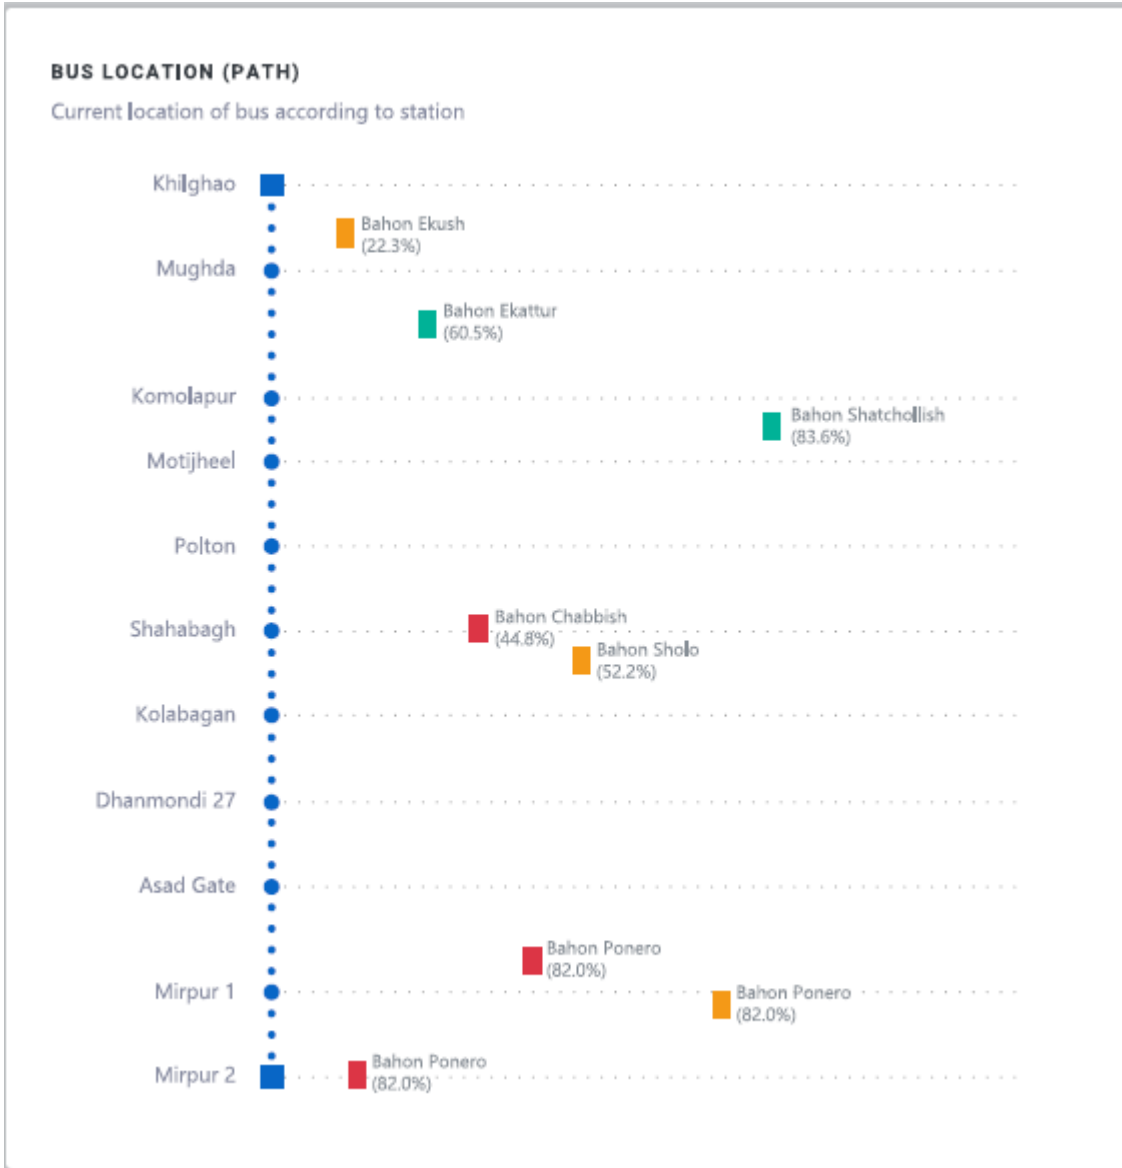 BUS LOCATION (PATH)
Current location of bus according to station
Khilghao
Bahon Ekush
(22.3%)
Mughda
Bahon Ekattur
(60.5%)
Komolapur
Bahon Shatchollish
(83.6%)
Motijheel
Polton
Shahabagh
Bahon Chabbish
(44.8%)
Bahon Sholo
(52.2%)
Kolabagan
Dhanmondi 27
Asad Gate
Bahon Ponero
(82.0%)
Mirpur 1
Bahon Ponero
(82.0%)
Mirpur 2
Bahon Ponero
(82.0%)